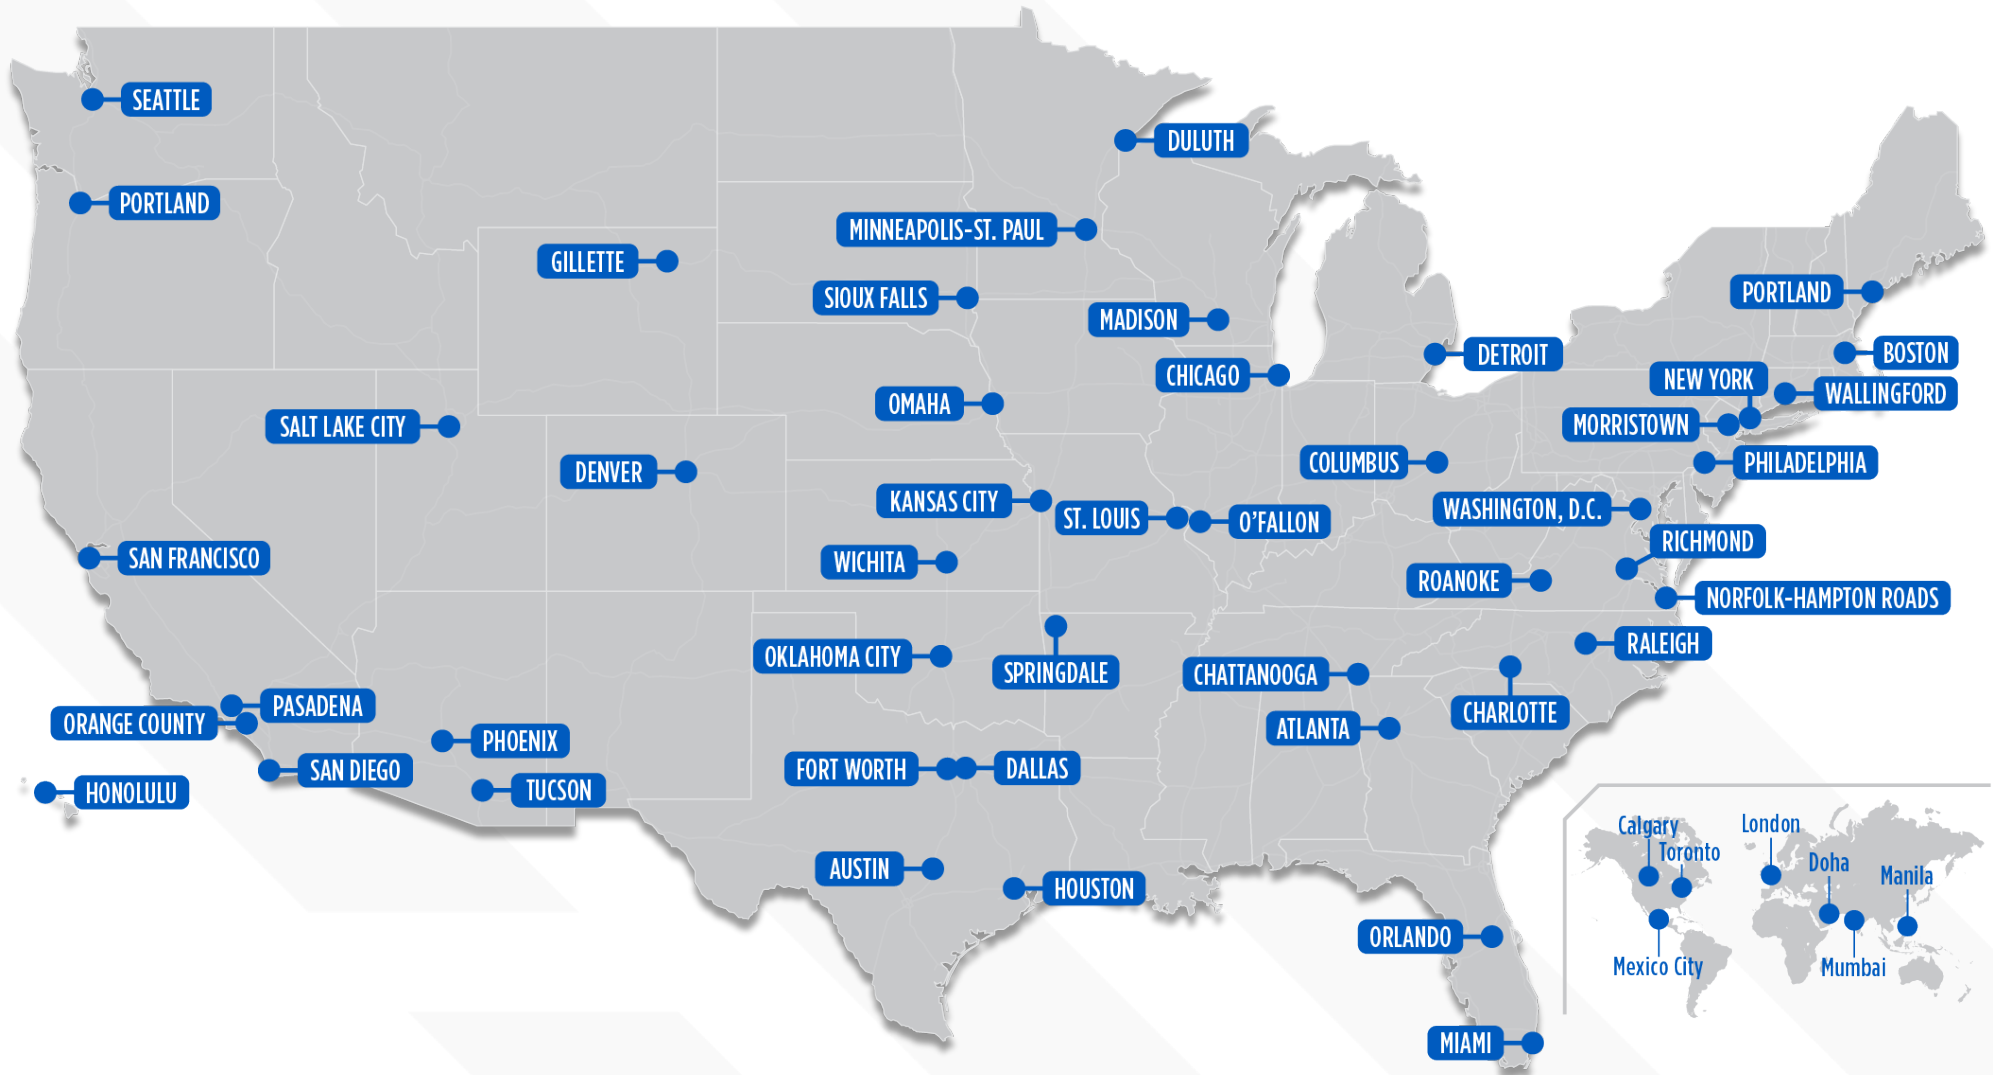 SEATTLE
DULUTH
PORTLAND
MINNEAPOLIS-ST. PAUL
GILLETTE
SIOUX FALLS
PORTLAND
MADISON
DETROIT
BOSTON
CHICAGO
NEW YORK
WALLINGFORD
OMAHA
SALT LAKE CITY
MORRISTOWN
COLUMBUS
PHILADELPHIA
DENVER
KANSAS CITY
WASHINGTON, D.C.
ST. LOUIS
O'FALLON
RICHMOND
SAN FRANCISCO
WICHITA
ROANOKE
NORFOLK-HAMPTON ROADS
RALEIGH
OKLAHOMA CITY
SPRINGDALE
CHATTANOOGA
PASADENA
CHARLOTTE
ORANGE COUNTY
ATLANTA
PHOENIX
SAN DIEGO
FORT WORTH
DALLAS
TUCSON
HONOLULU
Calgary
London
Toronto
Doha
AUSTIN
Manila
HOUSTON
ORLANDO
Mexico City
Mumbai
MIAMI